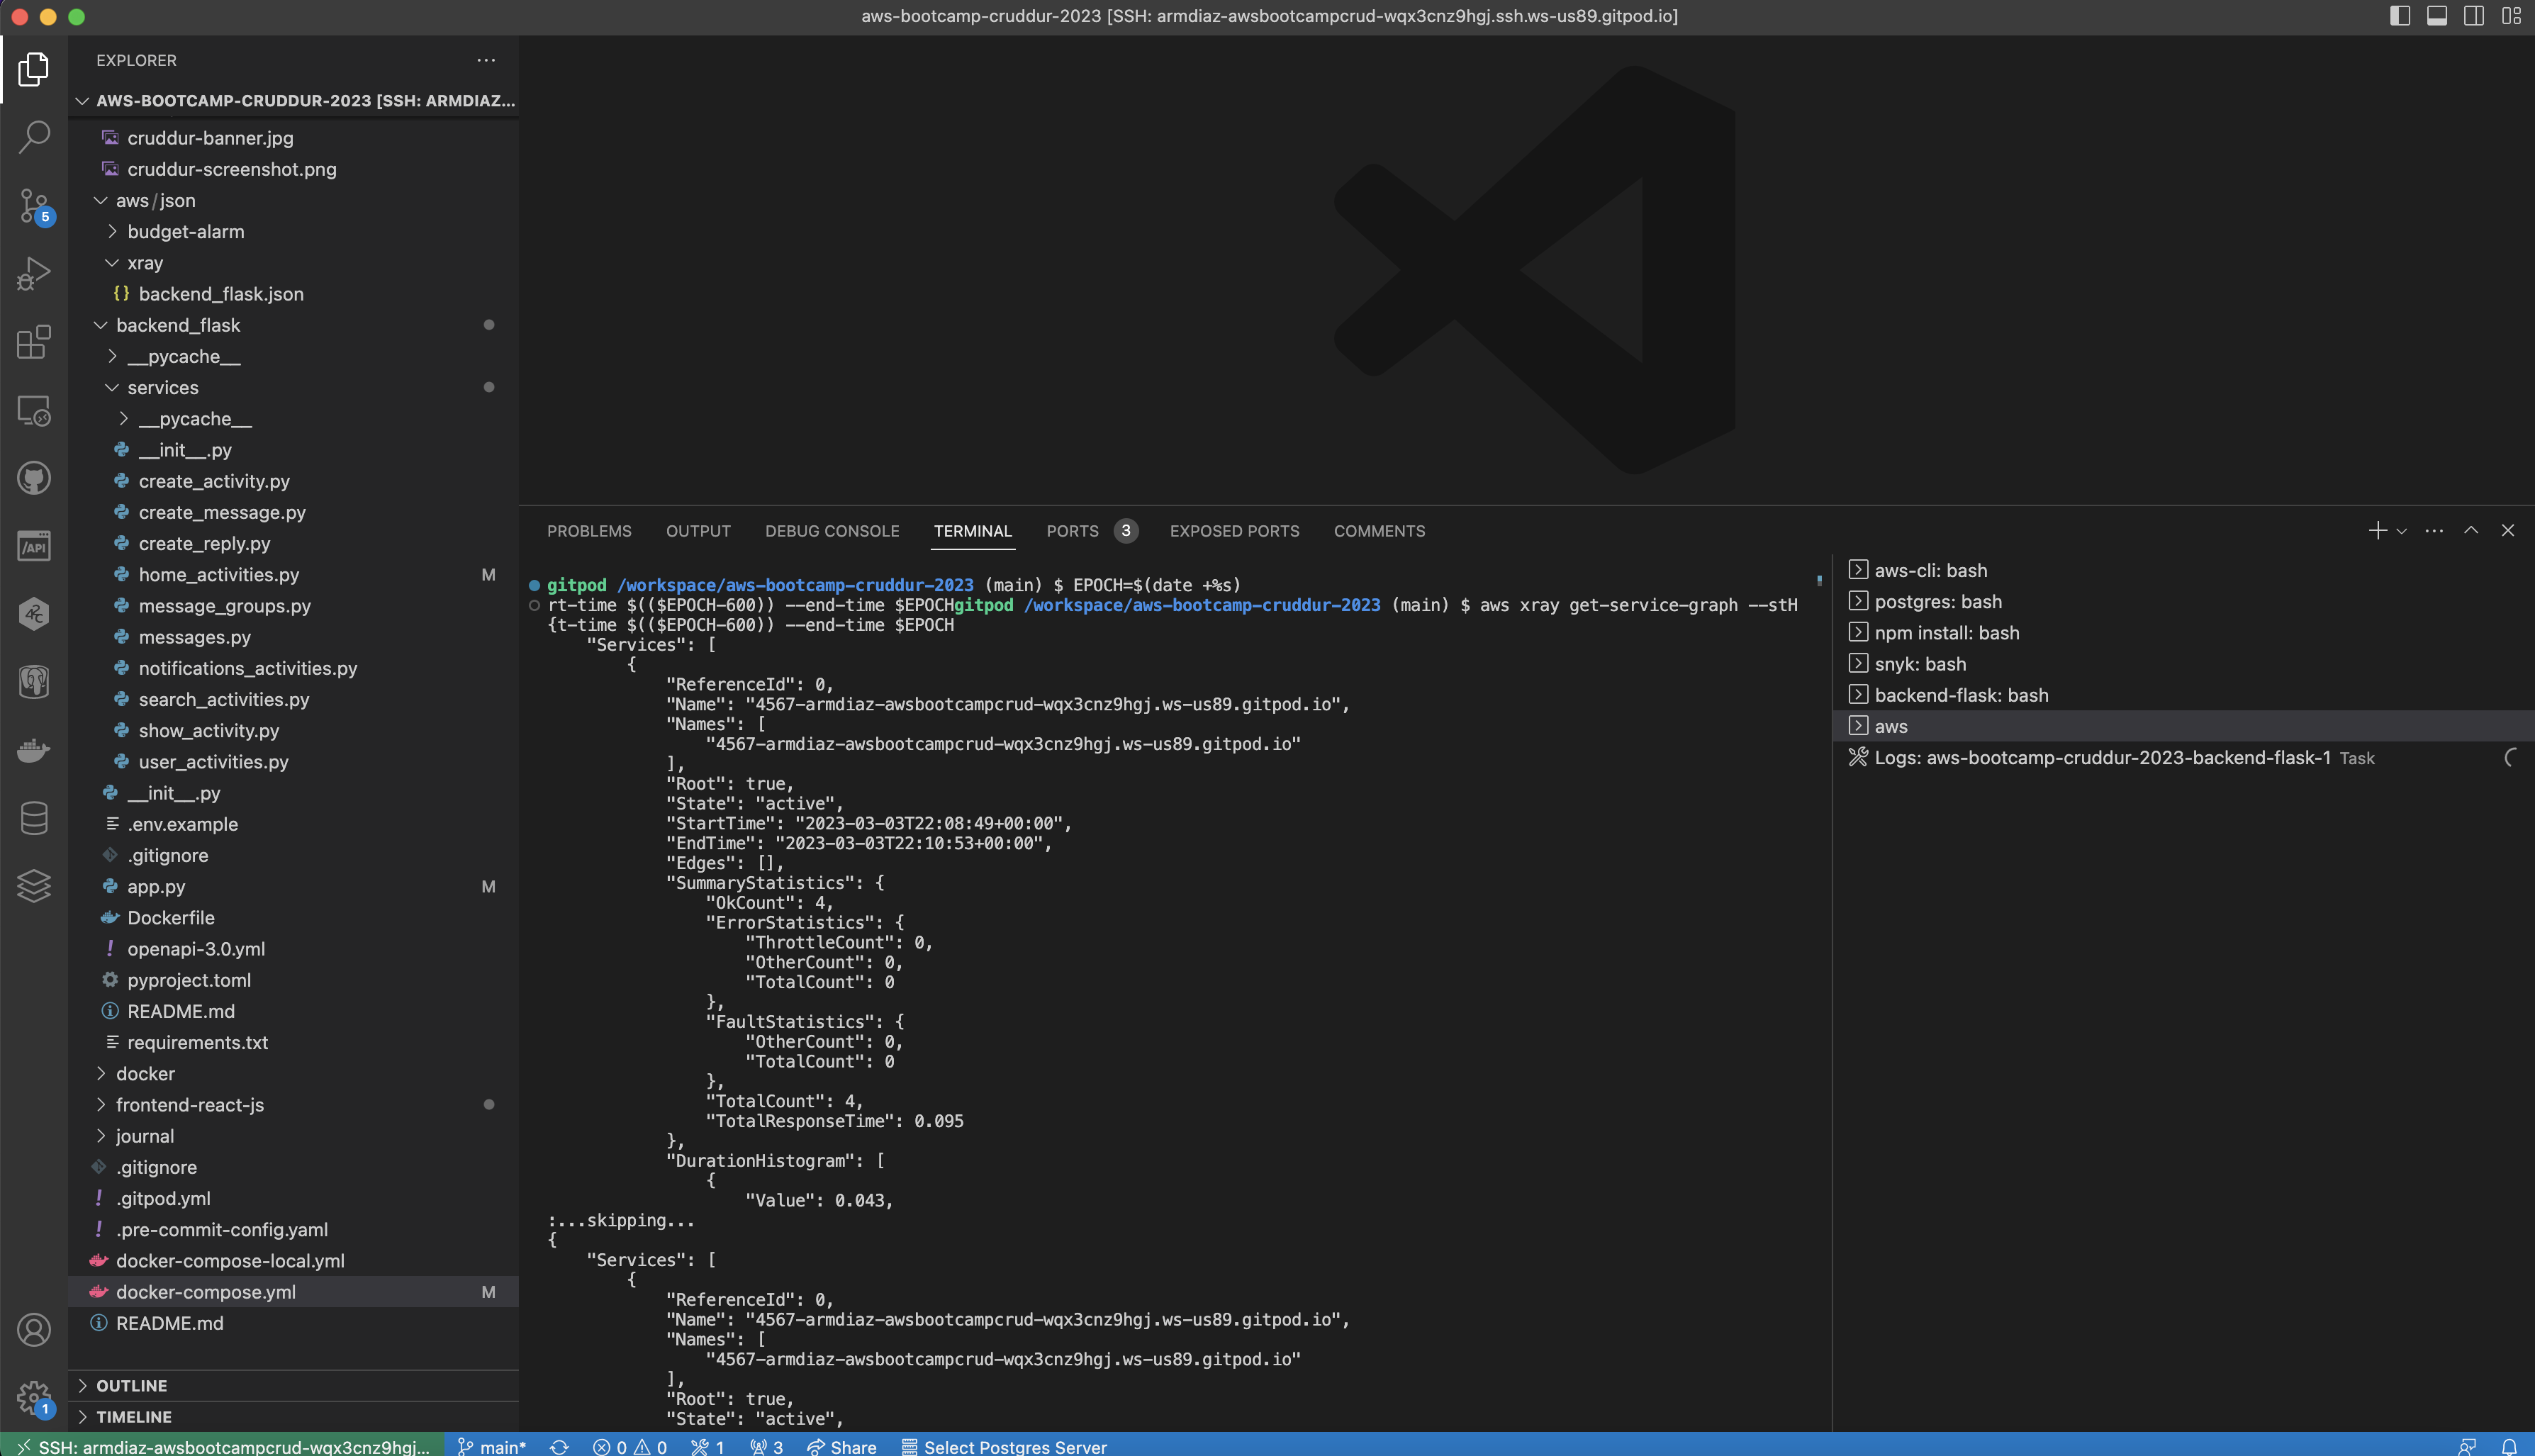 aws-bootcamp-cruddur-2023 [SSH: armdiaz-awsbootcampcrud-wqx3cnz9hgj.ssh.ws-us89.gitpod.io]
EXPLORER
AWS-BOOTCAMP-CRUDDUR-2023 [SSH: ARMDIAZ...
cruddur-banner.jpg
cruddur-screenshot.png
aws/json
budget-alarm
xray
{} backend_flask.json
backend_flask
__pycache__
services
__pycache__
__init__.py
create_activity.py
create_message.py
create_reply.py
home_activities.py M
message_groups.py
messages.py
notifications_activities.py
search_activities.py
show_activity.py
user_activities.py
__init__.py
.env.example
.gitignore
app.py M
Dockerfile
! openapi-3.0.yml
pyproject.toml
README.md
requirements.txt
docker
frontend-react-js
journal
.gitignore
! .gitpod.yml
! .pre-commit-config.yaml
docker-compose-local.yml
docker-compose.yml M
README.md
OUTLINE
TIMELINE
5
/API
42
1
PROBLEMS OUTPUT DEBUG CONSOLE TERMINAL PORTS 3 EXPOSED PORTS COMMENTS
gitpod /workspace/aws-bootcamp-cruddur-2023 (main) $ EPOCH=$(date +%s)
rt-time $(($EPOCH-600)) --end-time $EPOCHgitpod /workspace/aws-bootcamp-cruddur-2023 (main) $ aws xray get-service-graph --stH
{t-time $(($EPOCH-600)) --end-time $EPOCH
"Services": [
{
"ReferenceId": 0,
"Name": "4567-armdiaz-awsbootcampcrud-wqx3cnz9hgj.ws-us89.gitpod.io",
"Names": [
"4567-armdiaz-awsbootcampcrud-wqx3cnz9hgj.ws-us89.gitpod.io"
],
"Root": true,
"State": "active",
"StartTime": "2023-03-03T22:08:49+00:00",
"EndTime": "2023-03-03T22:10:53+00:00",
"Edges": [],
"SummaryStatistics": {
"OkCount": 4,
"ErrorStatistics": {
"ThrottleCount": 0,
"OtherCount": 0,
"TotalCount": 0
},
"FaultStatistics": {
"OtherCount": 0,
"TotalCount": 0
},
"TotalCount": 4,
"TotalResponseTime": 0.095
},
"DurationHistogram": [
{
"Value": 0.043,
:...skipping...
{
"Services": [
{
"ReferenceId": 0,
"Name": "4567-armdiaz-awsbootcampcrud-wqx3cnz9hgj.ws-us89.gitpod.io",
"Names": [
"4567-armdiaz-awsbootcampcrud-wqx3cnz9hgj.ws-us89.gitpod.io"
],
"Root": true,
"State": "active",
aws-cli: bash
postgres: bash
npm install: bash
snyk: bash
backend-flask: bash
aws
Logs: aws-bootcamp-cruddur-2023-backend-flask-1 Task
SSH: armdiaz-awsbootcampcrud-wqx3cnz9hgj... main* 0 0 1 3 Share Select Postgres Server